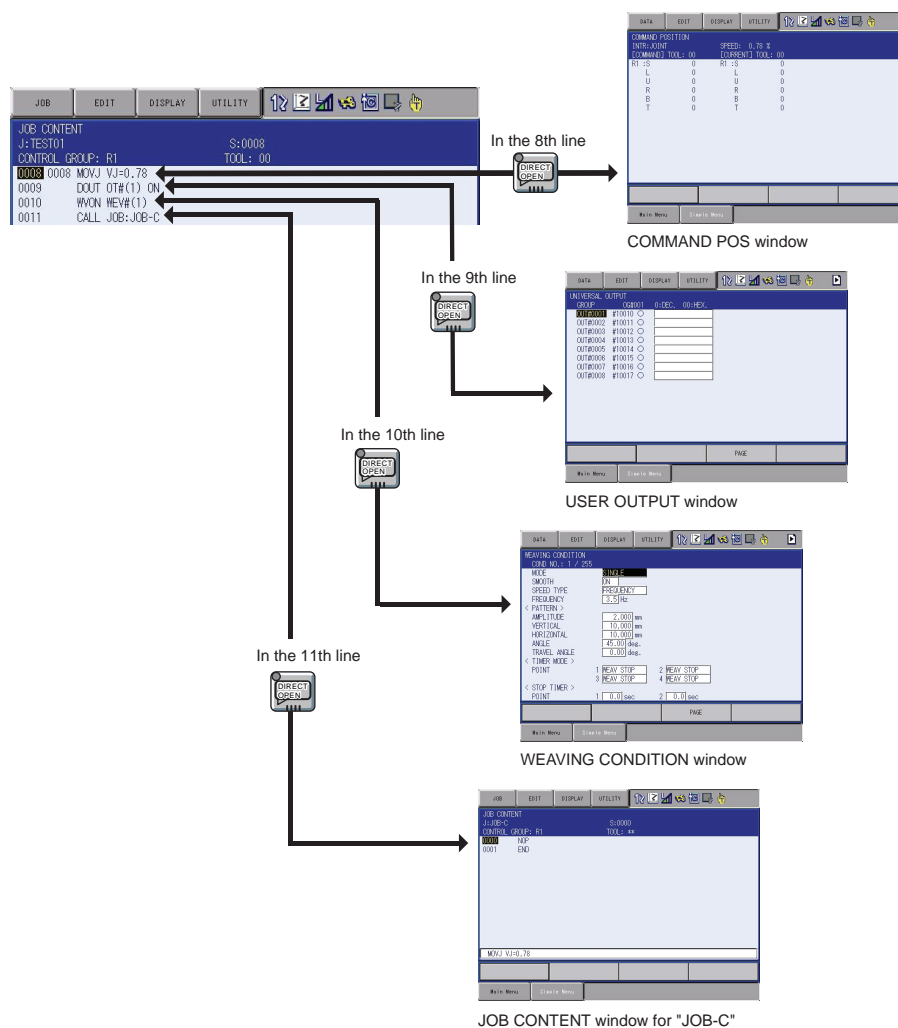 DATA EDIT DISPLAY UTILITY
COMMAND POSITION
INTR:JOINT SPEED: 0.78 %
[COMMAND] TOOL: 00 [CURRENT] TOOL: 00
R1 :S 0 R1 :S 0
L 0 L 0
U 0 U 0
R 0 R 0
B 0 B 0
T 0 T 0
Main Menu Simple Menu
COMMAND POS window
JOB EDIT DISPLAY UTILITY
JOB CONTENT
J:TEST01 S:0008
CONTROL GROUP: R1 TOOL: 00
0008 0008 MOVJ VJ=0.78
0009 DOUT OT#(1) ON
0010 WVON WEV#(1)
0011 CALL JOB:JOB-C
In the 8th line
DIRECT
OPEN
In the 9th line
DIRECT
OPEN
DATA EDIT DISPLAY UTILITY
UNIVERSAL OUTPUT
GROUP OG#001 0:DEC. 00:HEX.
OUT#0001 #10010
OUT#0002 #10011
OUT#0003 #10012
OUT#0004 #10013
OUT#0005 #10014
OUT#0006 #10015
OUT#0007 #10016
OUT#0008 #10017
PAGE
Main Menu Simple Menu
USER OUTPUT window
In the 10th line
DIRECT
OPEN
DATA EDIT DISPLAY UTILITY
WEAVING CONDITION
COND NO.: 1 / 255
MODE SINGLE
SMOOTH ON
SPEED TYPE FREQUENCY
FREQUENCY 3.5 Hz
< PATTERN >
AMPLITUDE 2.000 mm
VERTICAL 10.000 mm
HORIZONTAL 10.000 mm
ANGLE 45.00 deg.
TRAVEL ANGLE 0.00 deg.
< TIMER MODE >
POINT 1 WEAV STOP 2 WEAV STOP
3 WEAV STOP 4 WEAV STOP
< STOP TIMER >
POINT 1 0.0 sec 2 0.0 sec
PAGE
Main Menu Simple Menu
WEAVING CONDITION window
In the 11th line
DIRECT
OPEN
JOB EDIT DISPLAY UTILITY
JOB CONTENT
J:JOB-C S:0000
CONTROL GROUP: R1 TOOL: **
0000 NOP
0001 END
MOVJ VJ=0.78
Main Menu Simple Menu
JOB CONTENT window for "JOB-C"